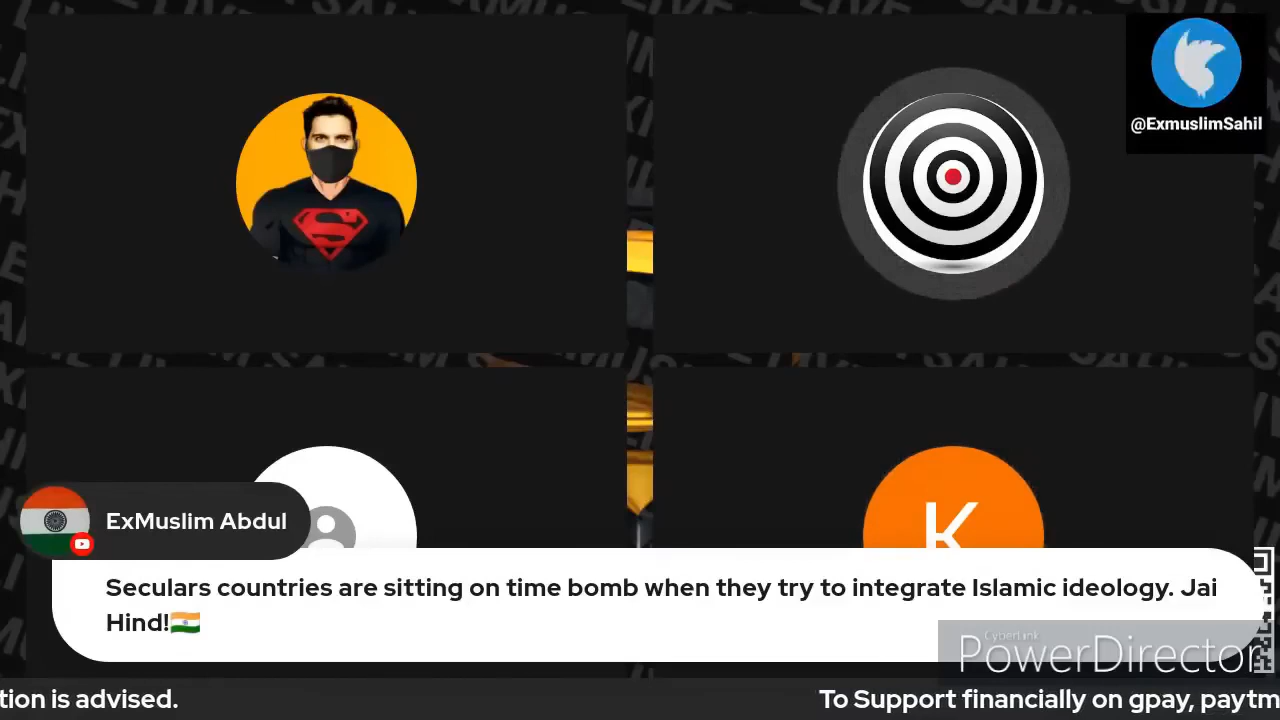 @ExmuslimSahil
K
ExMuslim Abdul
Seculars countries are sitting on time bomb when they try to integrate Islamic ideology. Jai
Hind!🇮🇳
CyberLink
PowerDirector
tion is advised.
To Support financially on gpay, paytm